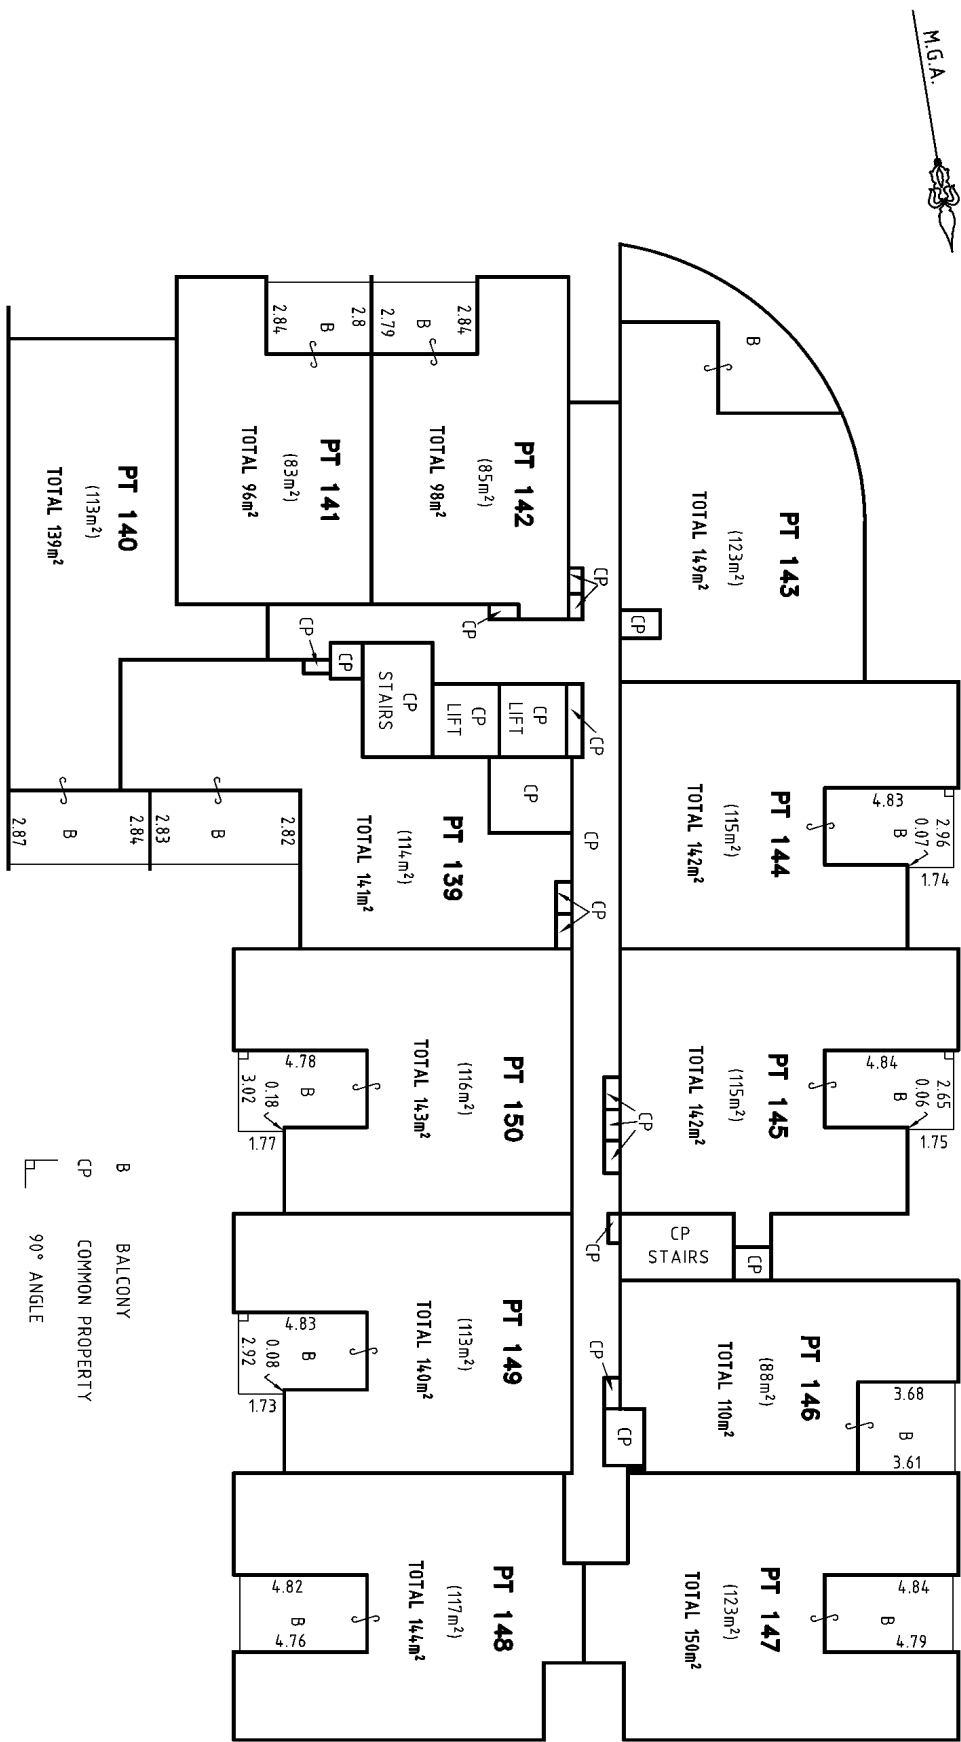 M.G.A.
B
PT 143
(123m²)
TOTAL 149m²
CP
2.84
B
2.79
2.8
B
2.84
PT 142
(85m²)
TOTAL 98m²
CP
CP
PT 141
(83m²)
TOTAL 96m²
PT 140
(113m²)
TOTAL 139m²
2.84
B
2.87
CP
CP
CP
STAIRS
CP
LIFT
CP
LIFT
CP
CP
CP
PT 139
(114m²)
TOTAL 141m²
CP
2.82
B
2.83
PT 144
(115m²)
TOTAL 142m²
4.83
2.96
0.07
B
1.74
PT 145
(115m²)
TOTAL 142m²
4.84
2.65
0.06
B
1.75
CP
PT 150
(116m²)
TOTAL 143m²
4.78
B
0.18
3.02
1.77
CP
STAIRS
CP
CP
PT 146
(88m²)
TOTAL 110m²
3.68
B
3.61
CP
CP
PT 149
(113m²)
TOTAL 140m²
4.83
B
0.08
2.92
1.73
PT 147
(123m²)
TOTAL 150m²
4.84
B
4.79
PT 148
(117m²)
TOTAL 144m²
4.82
B
4.76
B BALCONY
CP COMMON PROPERTY
90° ANGLE